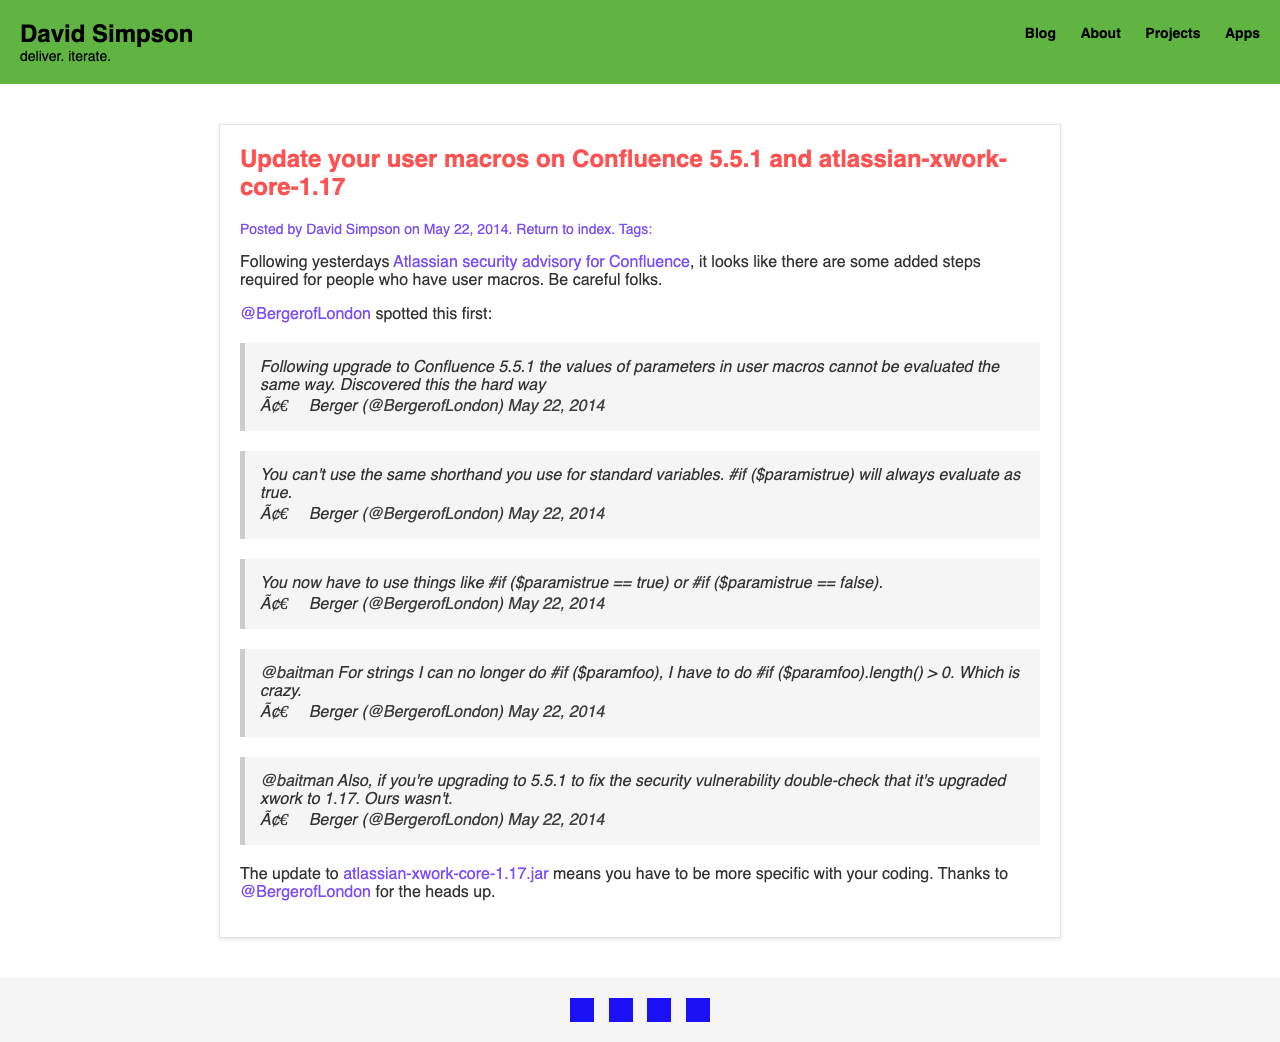 David Simpson
deliver. iterate.
Blog About Projects Apps
Update your user macros on Confluence 5.5.1 and atlassian-xwork-
core-1.17
Posted by David Simpson on May 22, 2014. Return to index. Tags:
Following yesterdays Atlassian security advisory for Confluence, it looks like there are some added steps
required for people who have user macros. Be careful folks.
@BergerofLondon spotted this first:
Following upgrade to Confluence 5.5.1 the values of parameters in user macros cannot be evaluated the
same way. Discovered this the hard way
Ã¢€ Berger (@BergerofLondon) May 22, 2014
You can't use the same shorthand you use for standard variables. #if ($paramistrue) will always evaluate as
true.
Ã¢€ Berger (@BergerofLondon) May 22, 2014
You now have to use things like #if ($paramistrue == true) or #if ($paramistrue == false).
Ã¢€ Berger (@BergerofLondon) May 22, 2014
@baitman For strings I can no longer do #if ($paramfoo), I have to do #if ($paramfoo).length() > 0. Which is
crazy.
Ã¢€ Berger (@BergerofLondon) May 22, 2014
@baitman Also, if you're upgrading to 5.5.1 to fix the security vulnerability double-check that it's upgraded
xwork to 1.17. Ours wasn't.
Ã¢€ Berger (@BergerofLondon) May 22, 2014
The update to atlassian-xwork-core-1.17.jar means you have to be more specific with your coding. Thanks to
@BergerofLondon for the heads up.